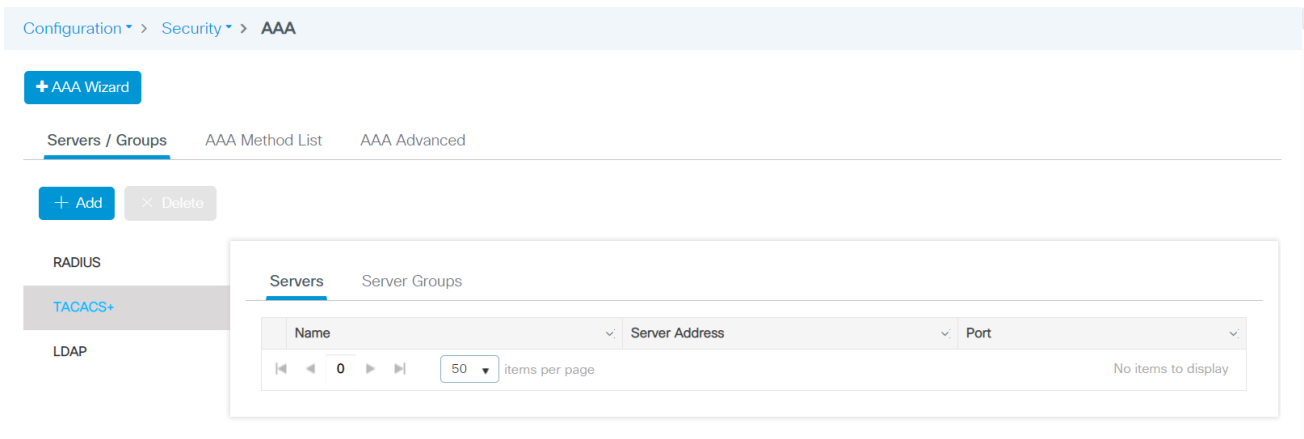 Configuration > Security > AAA
+ AAA Wizard
Servers / Groups AAA Method List AAA Advanced
+ Add × Delete
RADIUS
TACACS+
LDAP
Servers Server Groups
Name Server Address Port
0 50 items per page No items to display